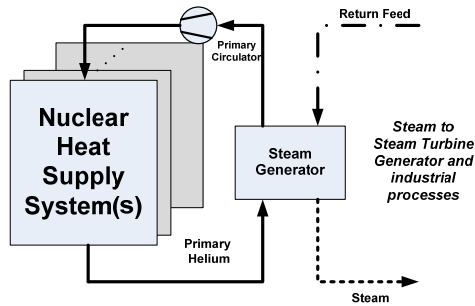 Return Feed
Primary
Circulator
Nuclear
Heat
Supply
System(s)
Steam
Generator
Steam to
Steam Turbine
Generator and
industrial
processes
Primary
Helium
Steam